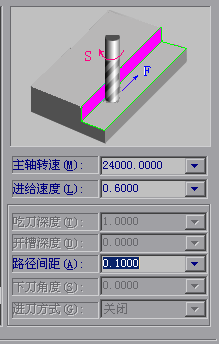 S
F
主轴转速(M): 24000.0000
进给速度(L): 0.6000
吃刀深度(I): 1.0000
开槽深度(D): 0.0000
路径间距(A): 0.1000
下刀角度(S): 0.0000
进刀方式(G): 关闭